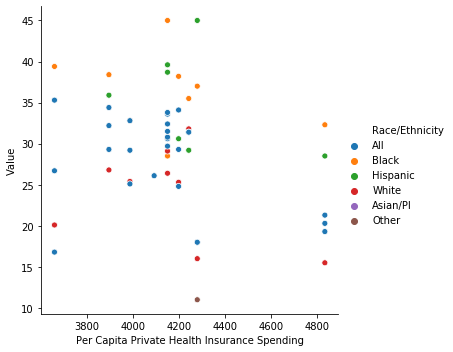 45
40
35
30
25
20
15
10
Value
3800 4000 4200 4400 4600 4800
Per Capita Private Health Insurance Spending
Race/Ethnicity
All
Black
Hispanic
White
Asian/PI
Other